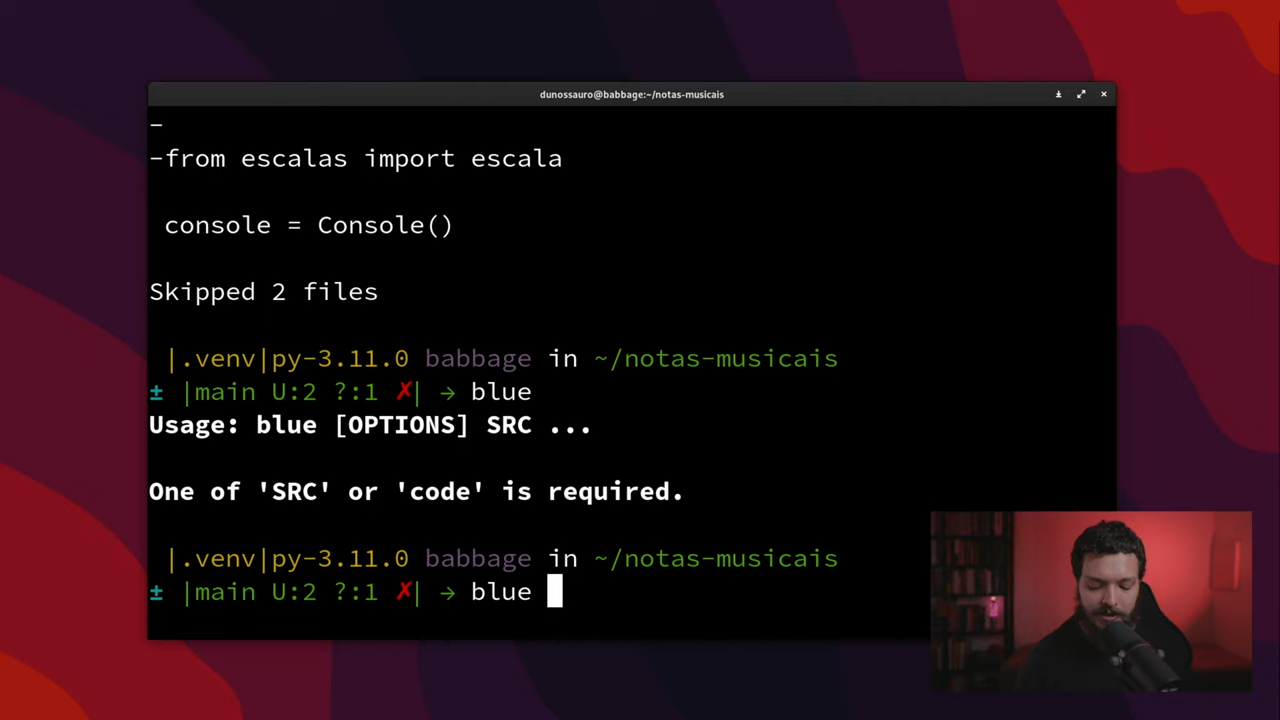 dunossauro@babbage:~/notas-musicais
-
-from escalas import escala
console = Console()
Skipped 2 files
|.venv|py-3.11.0 babbage in ~/notas-musicais
± |main U:2 ?:1 ✗| → blue
Usage: blue [OPTIONS] SRC ...
One of 'SRC' or 'code' is required.
|.venv|py-3.11.0 babbage in ~/notas-musicais
± |main U:2 ?:1 ✗| → blue